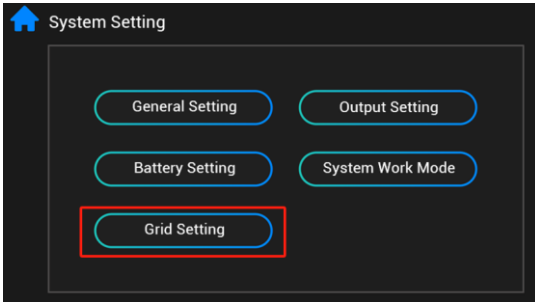 System Setting
General Setting
Output Setting
Battery Setting
System Work Mode
Grid Setting